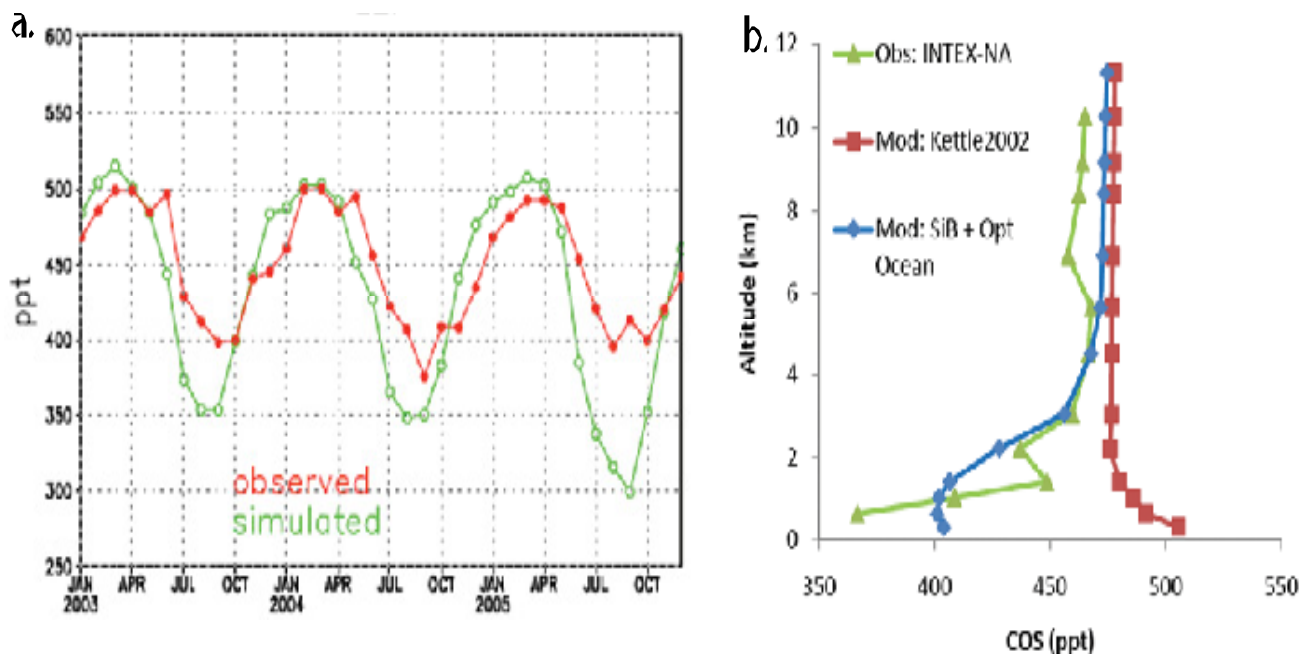 a.
600
550
500
450
400
350
300
250
ppt
observed
simulated
JAN APR JUL OCT JAN APR JUL OCT JAN APR JUL OCT
2003 2004 2005
b.
12
10
8
6
4
2
0
Altitude (km)
Obs: INTEX-NA
Mod: Kettle2002
Mod: SiB + Opt
Ocean
350 400 450 500 550
COS (ppt)